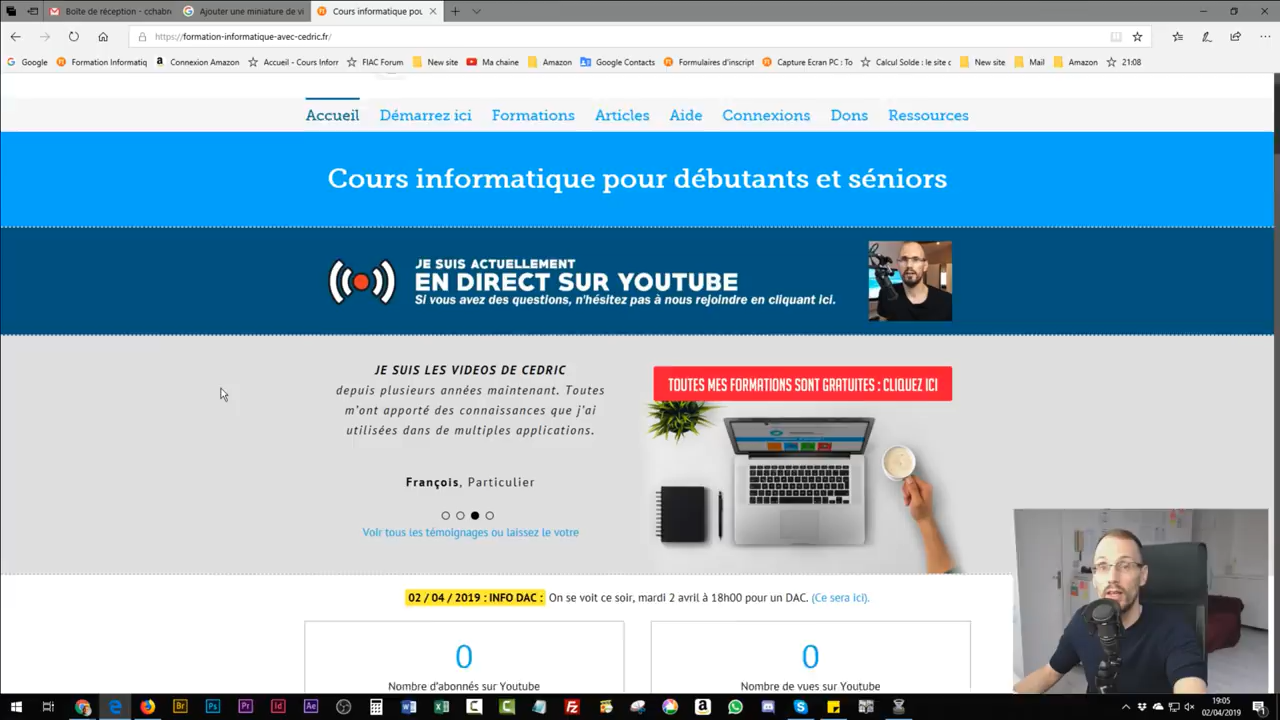 Boîte de réception - cchabre
Ajouter une miniature de vi
Cours informatique pou
https://formation-informatique-avec-cedric.fr/
Google
Formation Informatiq
Connexion Amazon
Accueil - Cours Inforr
FIAC Forum
New site
Ma chaine
Amazon
Google Contacts
Formulaires d'inscript
Capture Ecran PC : To
Calcul Solde : le site c
New site
Mail
Amazon
21:08
Accueil
Démarrez ici
Formations
Articles
Aide
Connexions
Dons
Ressources
Cours informatique pour débutants et séniors
JE SUIS ACTUELLEMENT
EN DIRECT SUR YOUTUBE
Si vous avez des questions, n'hésitez pas à nous rejoindre en cliquant ici.
JE SUIS LES VIDEOS DE CEDRIC
depuis plusieurs années maintenant. Toutes
m'ont apporté des connaissances que j'ai
utilisées dans de multiples applications.
François, Particulier
Voir tous les témoignages ou laissez le votre
TOUTES MES FORMATIONS SONT GRATUITES : CLIQUEZ ICI
02 / 04 / 2019 : INFO DAC : On se voit ce soir, mardi 2 avril à 18h00 pour un DAC. (Ce sera ici).
0
Nombre d'abonnés sur Youtube
0
Nombre de vues sur Youtube
Br
Ps
Pr
Id
Ae
19:05
02/04/2019